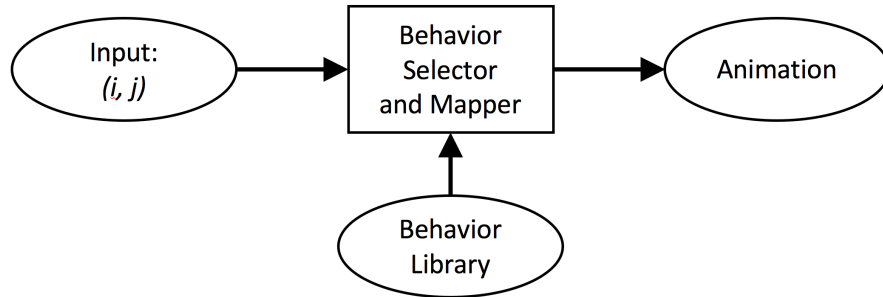 Input:
(i, j)
Behavior
Selector
and Mapper
Animation
Behavior
Library